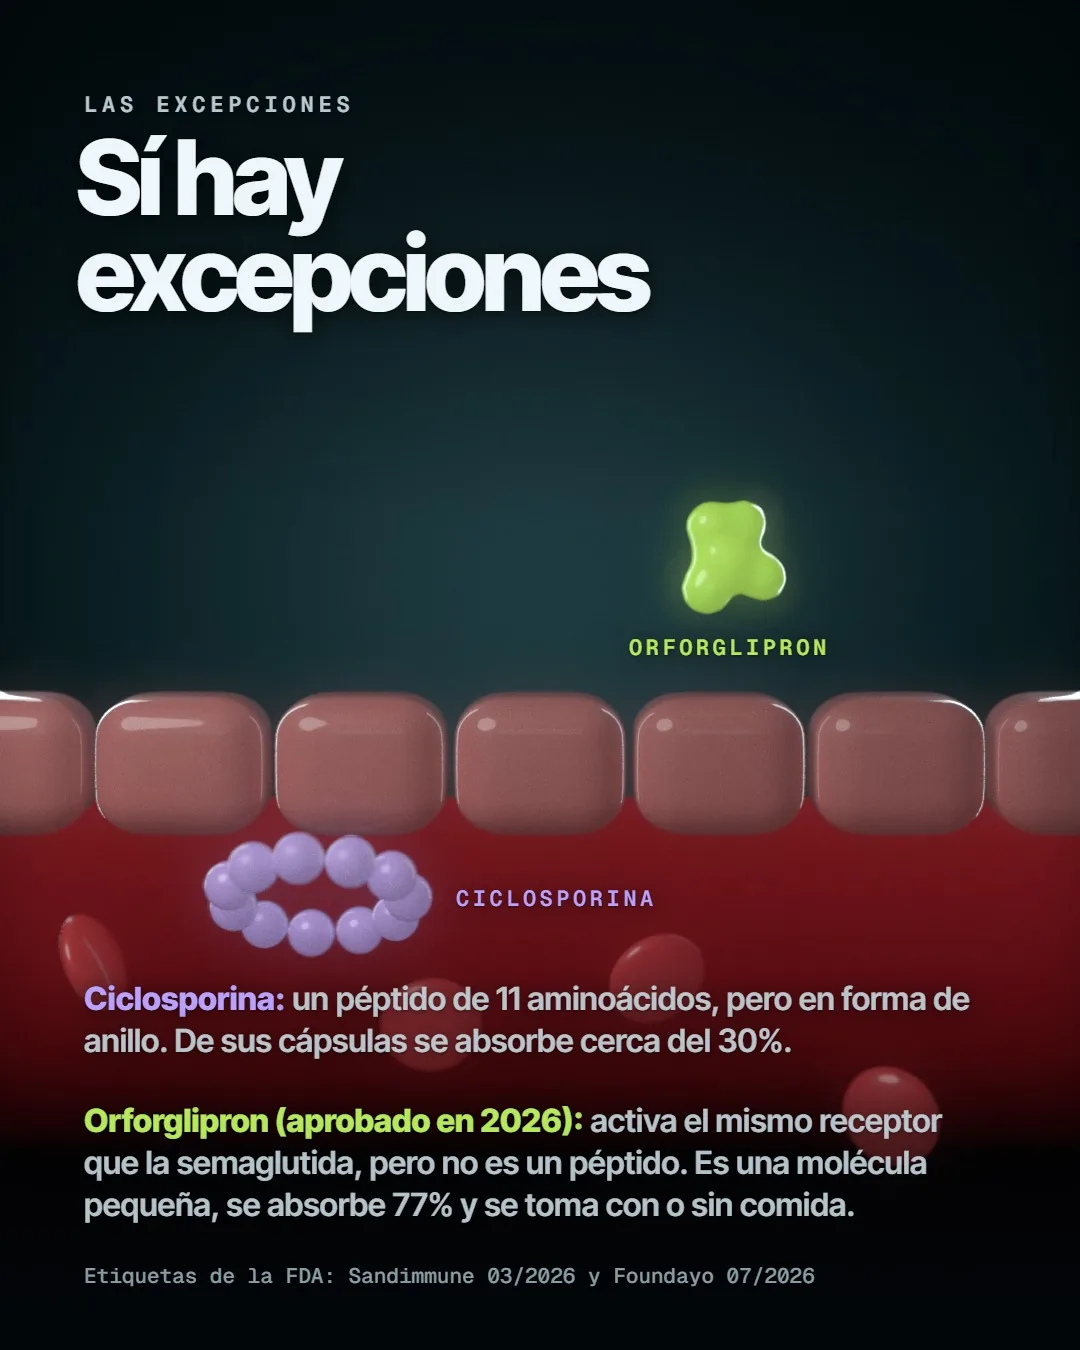 LAS EXCEPCIONES
Sí hay
excepciones
ORFORGLIPRON
CICLOSPORINA
Ciclosporina: un péptido de 11 aminoácidos, pero en forma de
anillo. De sus cápsulas se absorbe cerca del 30%.
Orforglipron (aprobado en 2026): activa el mismo receptor
que la semaglutida, pero no es un péptido. Es una molécula
pequeña, se absorbe 77% y se toma con o sin comida.
Etiquetas de la FDA: Sandimmune 03/2026 y Foundayo 07/2026